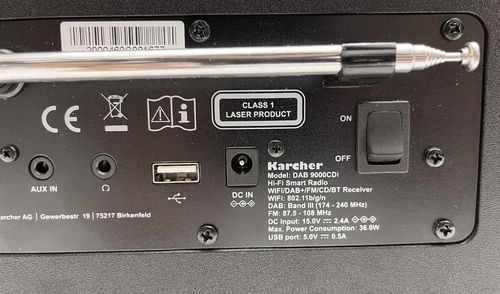 CE
CLASS 1
LASER PRODUCT
ON
OFF
AUX IN
DC IN
Karcher
Model: DAB 9000CDi
Hi-Fi Smart Radio
WiFi/DAB+/FM/CD/BT Receiver
WiFi: 802.11b/g/n
DAB: Band III (174 - 240 MHz)
FM: 87.5 - 108 MHz
DC Input: 15.0V ⎓ 2.4A
Max. Power Consumption: 36.0W
USB port: 5.0V ⎓ 0.5A
Karcher AG | Gewerbestr 19 | 75217 Birkenfeld